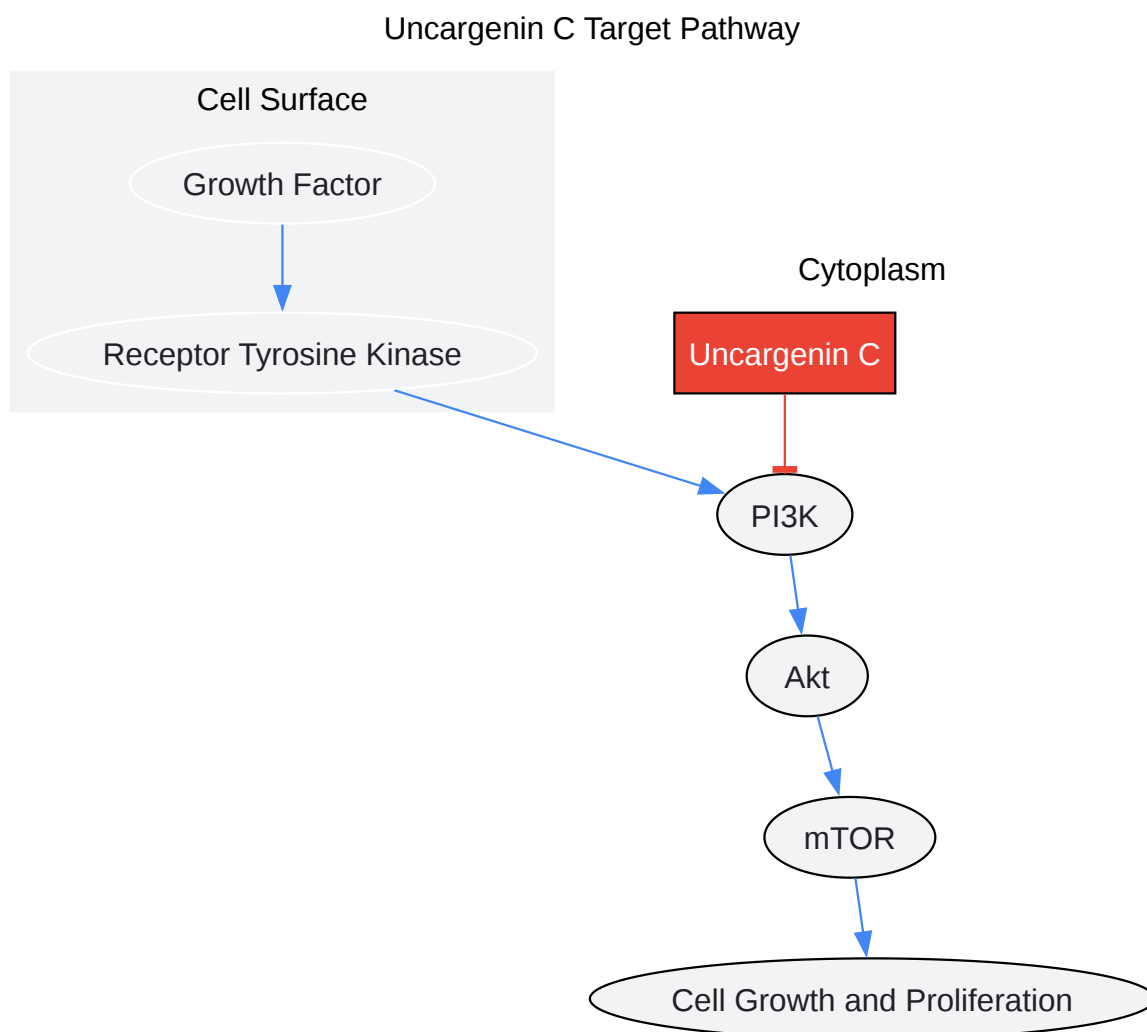 Uncargenin C Target Pathway
Cell Surface
Growth Factor
Receptor Tyrosine Kinase
Cytoplasm
Uncargenin C
PI3K
Akt
mTOR
Cell Growth and Proliferation